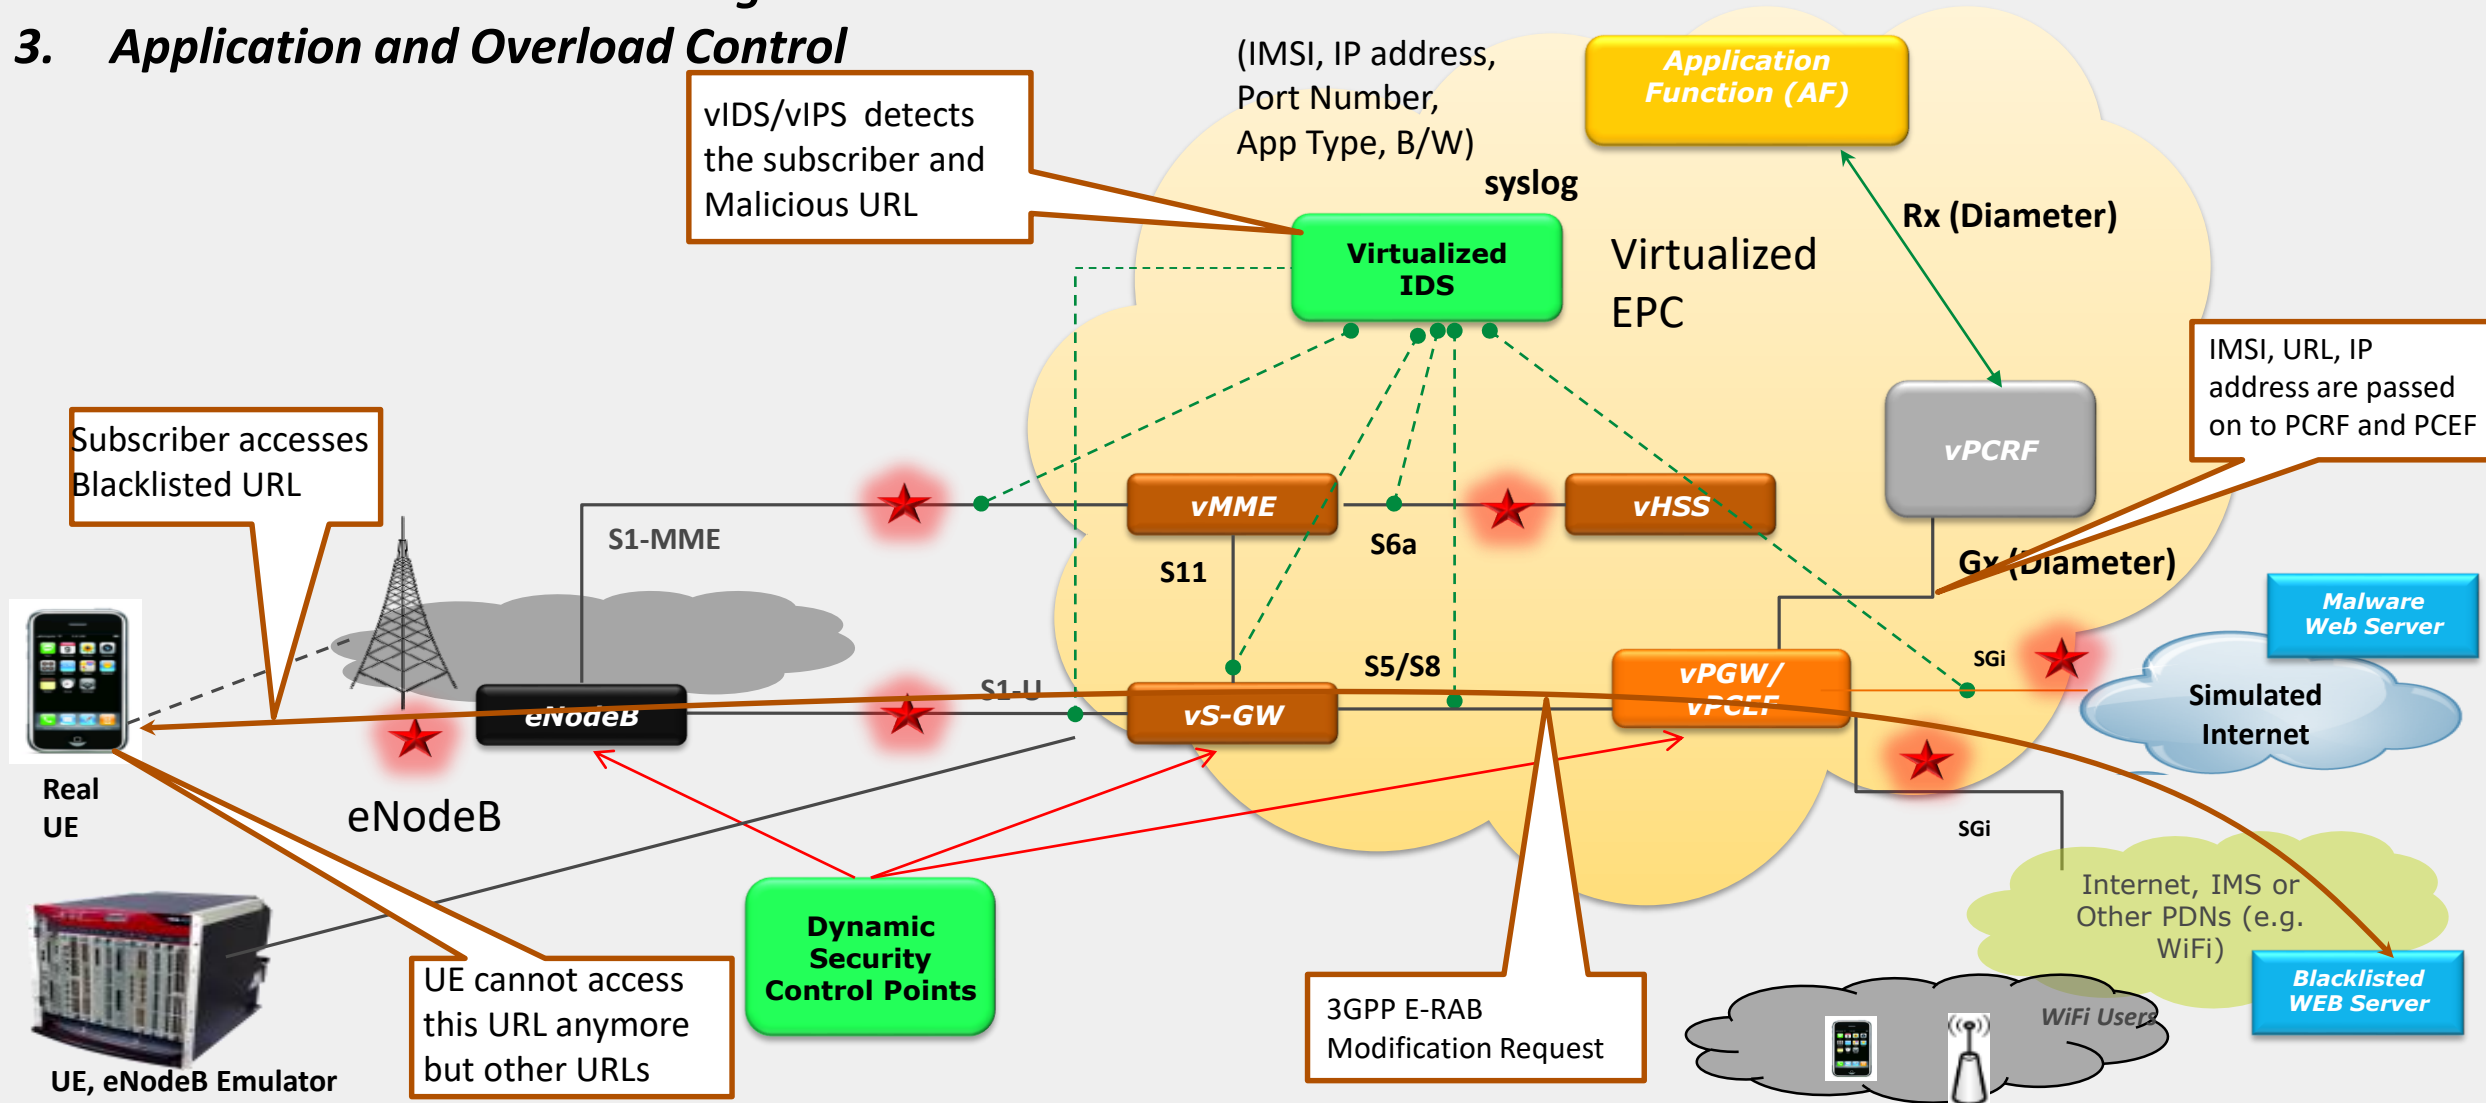 3. Application and Overload Control
(IMSI, IP address,
Port Number,
App Type, B/W)
syslog
Application
Function (AF)
vIDS/vIPS detects
the subscriber and
Malicious URL
Rx (Diameter)
Virtualized
IDS
Virtualized
EPC
IMSI, URL, IP
address are passed
on to PCRF and PCEF
Subscriber accesses
Blacklisted URL
vPCRF
vMME
vHSS
S1-MME
S6a
S11
Gx (Diameter)
Malware
Web Server
SGi
S5/S8
vPGW/
vPCEF
S1-U
eNodeB
vS-GW
Simulated
Internet
Real
UE
eNodeB
SGi
Internet, IMS or
Other PDNs (e.g.
WiFi)
Dynamic
Security
Control Points
UE cannot access
this URL anymore
but other URLs
3GPP E-RAB
Modification Request
Blacklisted
WEB Server
WiFi Users
UE, eNodeB Emulator